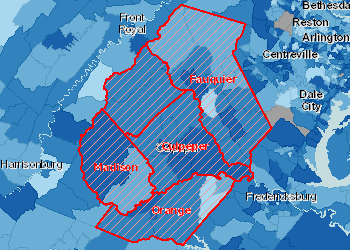 Bethesda
Front
Royal
Reston
Arlington
Centreville
Fauquier
Dale
City
Culpeper
Harrisonburg
Madison
Fredericksburg
Orange